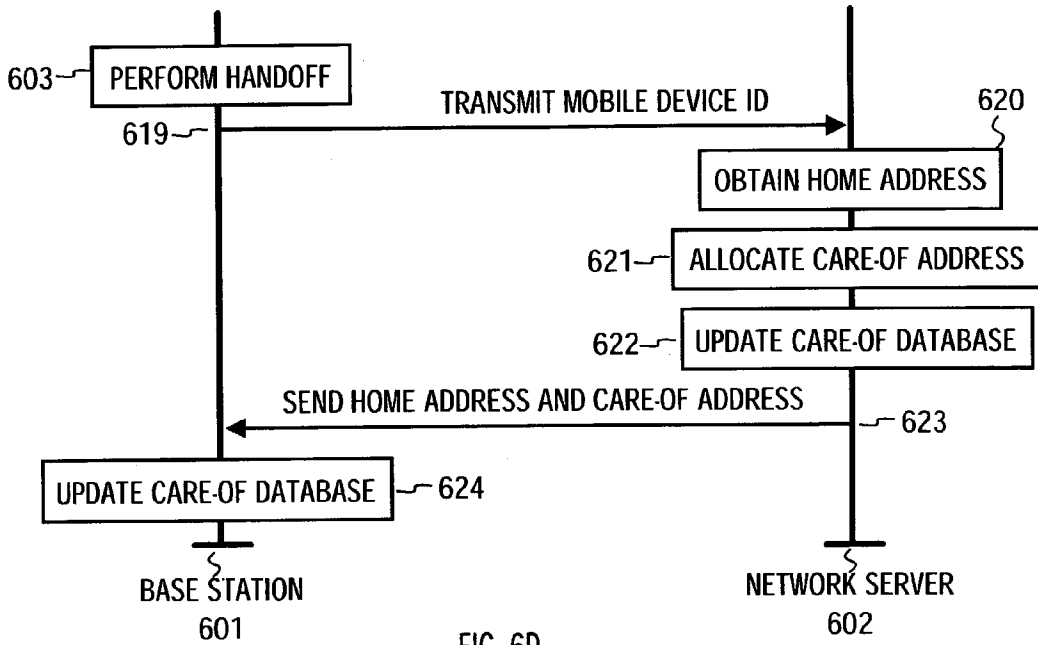 603
PERFORM HANDOFF
TRANSMIT MOBILE DEVICE ID
619
620
OBTAIN HOME ADDRESS
621
ALLOCATE CARE-OF ADDRESS
622
UPDATE CARE-OF DATABASE
SEND HOME ADDRESS AND CARE-OF ADDRESS
623
UPDATE CARE-OF DATABASE
624
BASE STATION
601
NETWORK SERVER
602
FIG. 6D